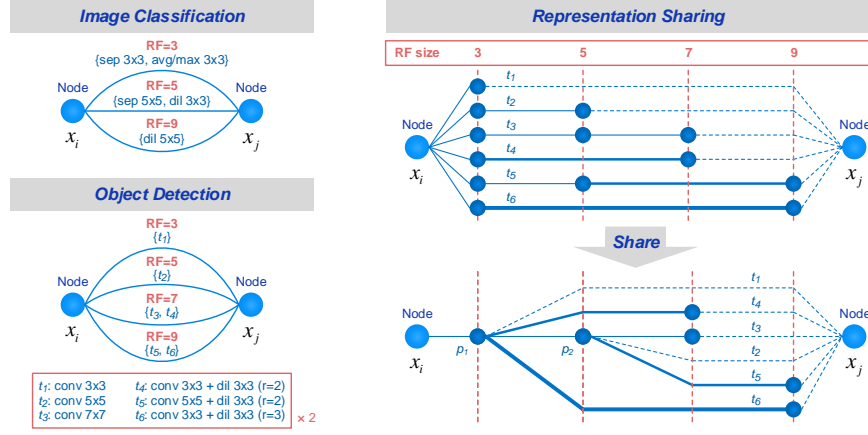 Image Classification
RF=3
{sep 3x3, avg/max 3x3}
Node
Node
RF=5
{sep 5x5, dil 3x3}
RF=9
{dil 5x5}
x_i
x_j
Object Detection
RF=3
{t1}
RF=5
{t2}
Node
Node
RF=7
{t3, t4}
RF=9
{t5, t6}
x_i
x_j
t1: conv 3x3 t4: conv 3x3 + dil 3x3 (r=2)
t2: conv 5x5 t5: conv 5x5 + dil 3x3 (r=2)
t3: conv 7x7 t6: conv 3x3 + dil 3x3 (r=3)
× 2
Representation Sharing
RF size 3 5 7 9
t1
t2
t3
Node
Node
t4
x_i
x_j
t5
t6
Share
t1
t4
Node
Node
t3
p1
p2
t2
x_i
x_j
t5
t6